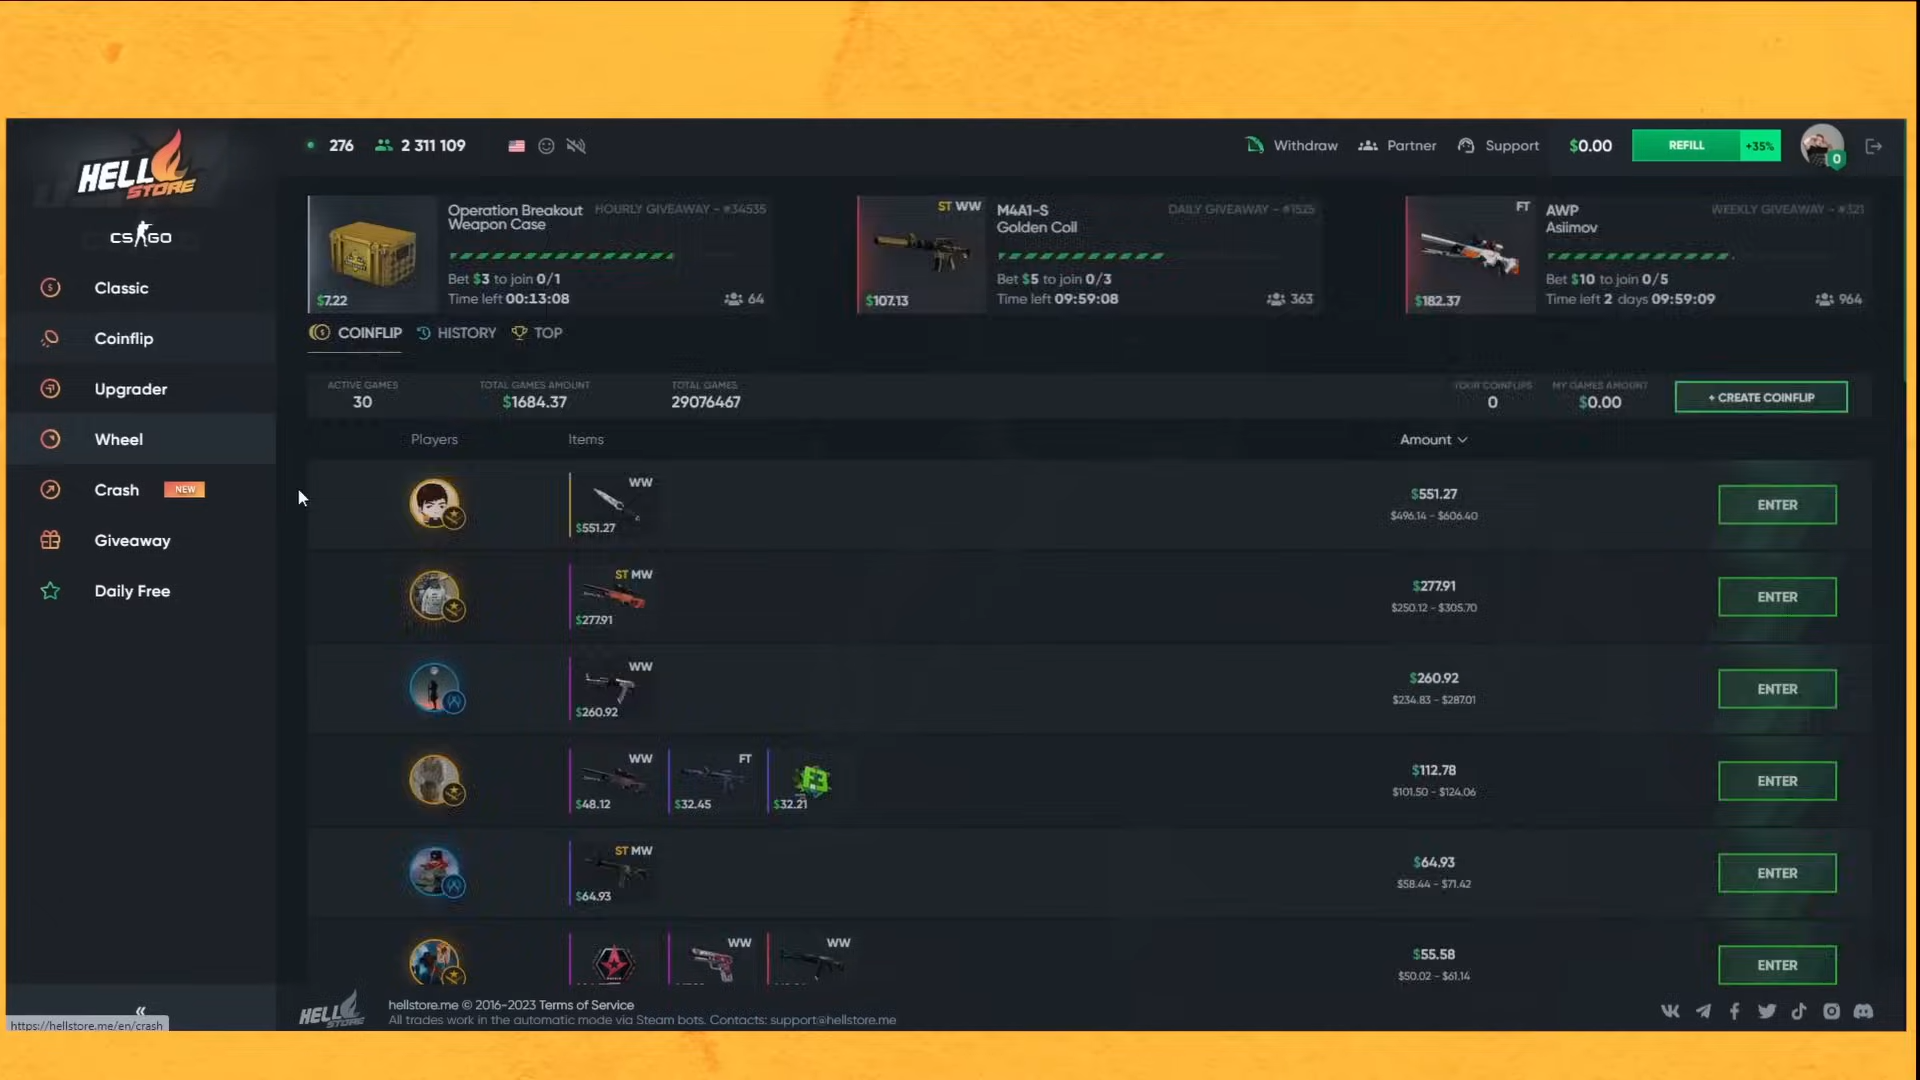 HELL
STORE
276
2 311 109
Withdraw
Partner
Support
$0.00
REFILL
+35%
0
CS GO
Classic
Coinflip
Upgrader
Wheel
Crash
NEW
Giveaway
Daily Free
Operation Breakout
Weapon Case
HOURLY GIVEAWAY - #34535
Bet $3 to join 0/1
Time left 00:13:08
64
$7.22
ST WW
M4A1-S
Golden Coil
DAILY GIVEAWAY - #1525
Bet $5 to join 0/3
Time left 09:59:08
363
$107.13
FT
AWP
Asiimov
WEEKLY GIVEAWAY - #321
Bet $10 to join 0/5
Time left 2 days 09:59:09
964
$182.37
COINFLIP
HISTORY
TOP
ACTIVE GAMES
30
TOTAL GAMES AMOUNT
$1684.37
TOTAL GAMES
29076467
YOUR COINFLIPS
0
MY GAMES AMOUNT
$0.00
+ CREATE COINFLIP
Players
Items
Amount
WW
$551.27
$551.27
$496.14 - $606.40
ENTER
ST MW
$277.91
$277.91
$250.12 - $305.70
ENTER
WW
$260.92
$260.92
$234.83 - $287.01
ENTER
WW
$48.12
FT
$32.45
$32.21
$112.78
$101.50 - $124.06
ENTER
ST MW
$64.93
$64.93
$58.44 - $71.42
ENTER
WW
WW
$55.58
$50.02 - $61.14
ENTER
HELL
STORE
hellstore.me © 2016-2023 Terms of Service
All trades work in the automatic mode via Steam bots. Contacts: support@hellstore.me
«
https://hellstore.me/en/crash